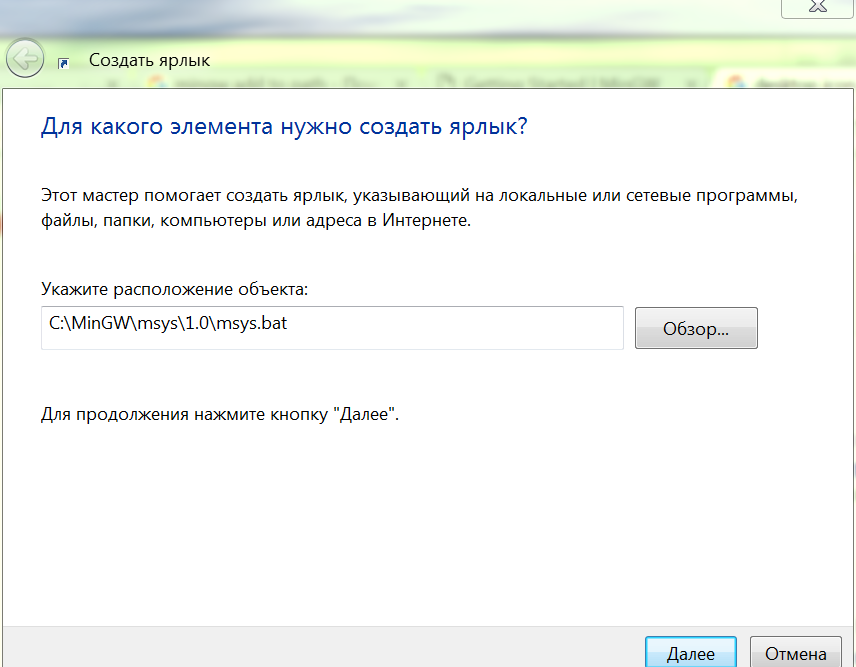 Создать ярлык
Для какого элемента нужно создать ярлык?
Этот мастер помогает создать ярлык, указывающий на локальные или сетевые программы,
файлы, папки, компьютеры или адреса в Интернете.
Укажите расположение объекта:
C:\MinGW\msys\1.0\msys.bat
Обзор...
Для продолжения нажмите кнопку "Далее".
Далее
Отмена